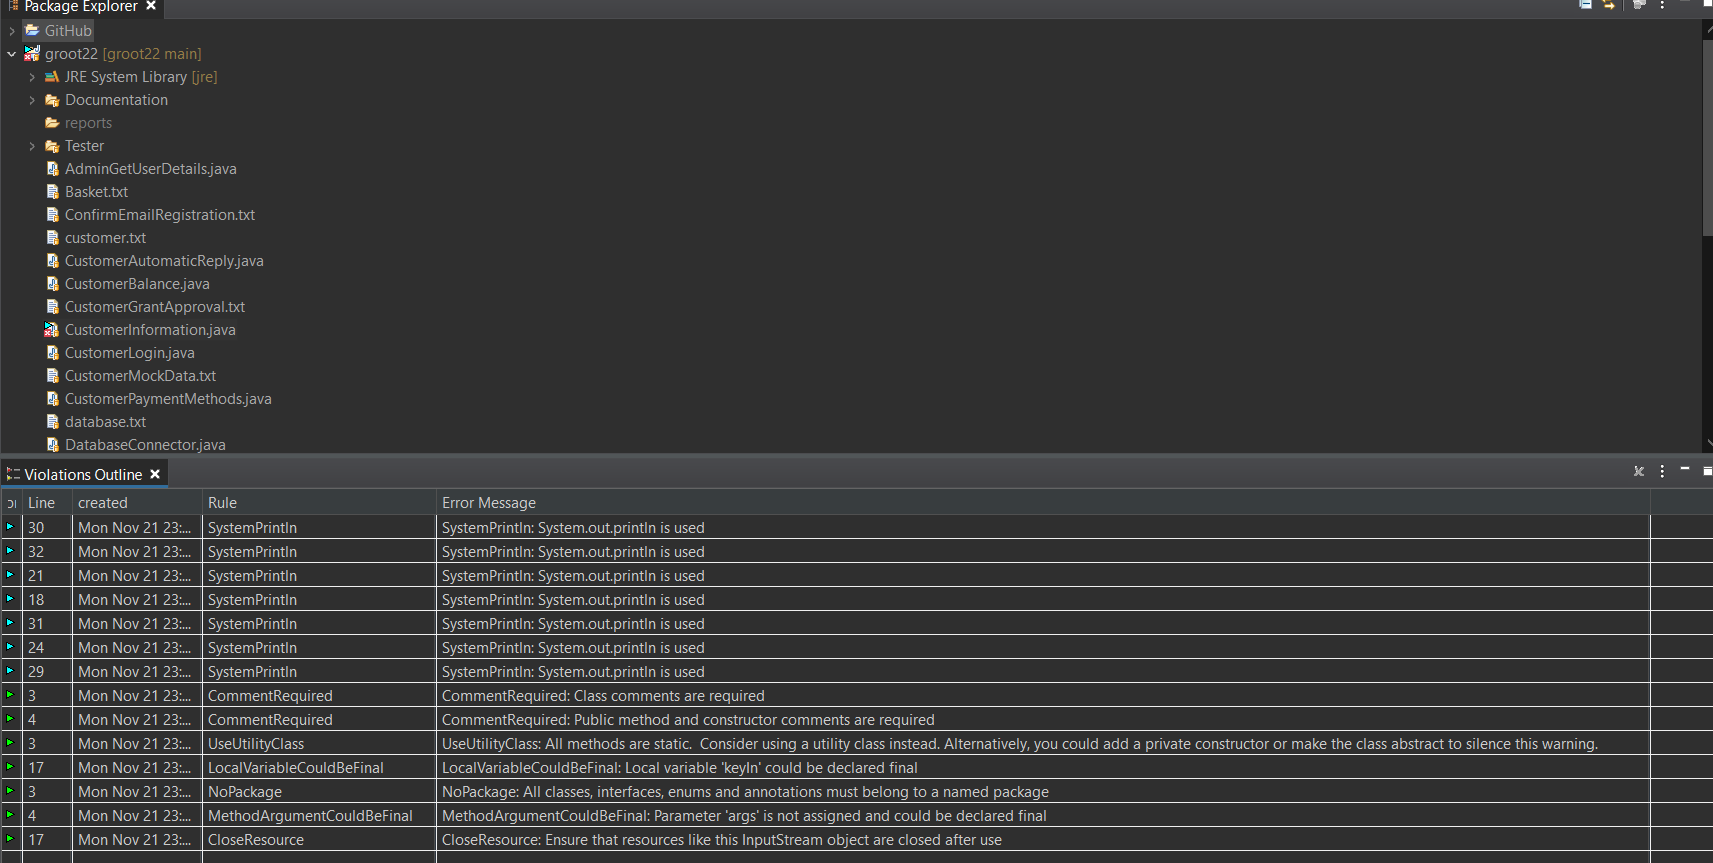 Package Explorer
GitHub
groot22 [groot22 main]
JRE System Library [jre]
Documentation
reports
Tester
AdminGetUserDetails.java
Basket.txt
ConfirmEmailRegistration.txt
customer.txt
CustomerAutomaticReply.java
CustomerBalance.java
CustomerGrantApproval.txt
CustomerInformation.java
CustomerLogin.java
CustomerMockData.txt
CustomerPaymentMethods.java
database.txt
DatabaseConnector.java
Violations Outline
Line created Rule Error Message
30 Mon Nov 21 23:... SystemPrintln SystemPrintln: System.out.println is used
32 Mon Nov 21 23:... SystemPrintln SystemPrintln: System.out.println is used
21 Mon Nov 21 23:... SystemPrintln SystemPrintln: System.out.println is used
18 Mon Nov 21 23:... SystemPrintln SystemPrintln: System.out.println is used
31 Mon Nov 21 23:... SystemPrintln SystemPrintln: System.out.println is used
24 Mon Nov 21 23:... SystemPrintln SystemPrintln: System.out.println is used
29 Mon Nov 21 23:... SystemPrintln SystemPrintln: System.out.println is used
3 Mon Nov 21 23:... CommentRequired CommentRequired: Class comments are required
4 Mon Nov 21 23:... CommentRequired CommentRequired: Public method and constructor comments are required
3 Mon Nov 21 23:... UseUtilityClass UseUtilityClass: All methods are static.  Consider using a utility class instead. Alternatively, you could add a private constructor or make the class abstract to silence this warning.
17 Mon Nov 21 23:... LocalVariableCouldBeFinal LocalVariableCouldBeFinal: Local variable 'keyIn' could be declared final
3 Mon Nov 21 23:... NoPackage NoPackage: All classes, interfaces, enums and annotations must belong to a named package
4 Mon Nov 21 23:... MethodArgumentCouldBeFinal MethodArgumentCouldBeFinal: Parameter 'args' is not assigned and could be declared final
17 Mon Nov 21 23:... CloseResource CloseResource: Ensure that resources like this InputStream object are closed after use